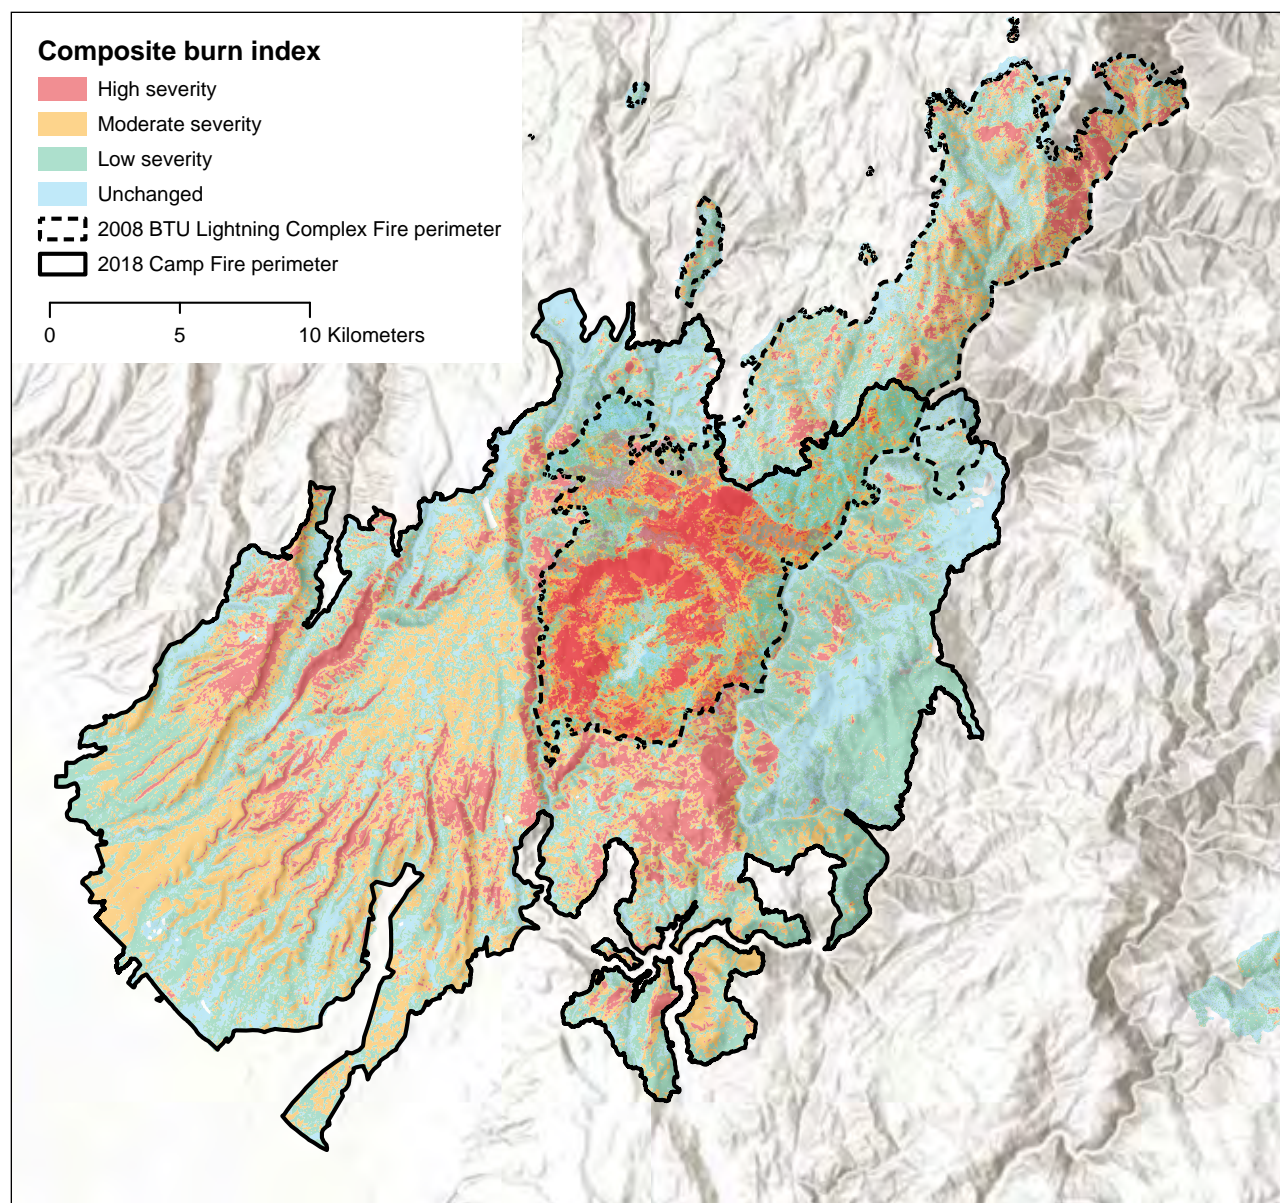 Composite burn index
High severity
Moderate severity
Low severity
Unchanged
2008 BTU Lightning Complex Fire perimeter
2018 Camp Fire perimeter
0 5 10 Kilometers